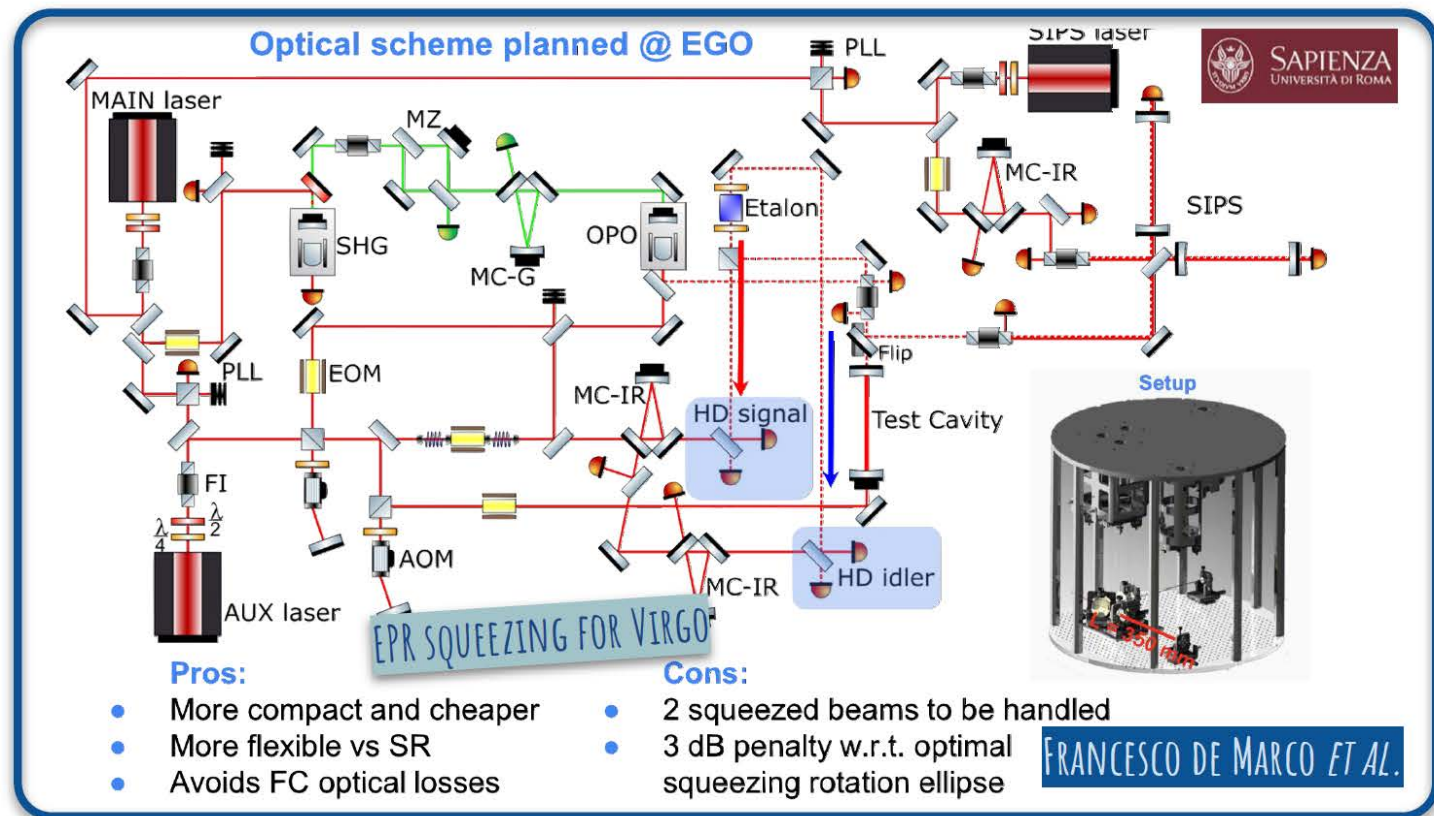 Optical scheme planned @ EGO
PLL
SIPS laser
SAPIENZA
UNIVERSITÀ DI ROMA
MAIN laser
MZ
MC-IR
Etalon
SIPS
SHG
OPO
MC-G
PLL
EOM
Flip
MC-IR
HD signal
Test Cavity
Setup
FI
λ/4
λ/2
AOM
MC-IR
HD idler
AUX laser
L = 350 mm
EPR SQUEEZING FOR VIRGO
Pros:
● More compact and cheaper
● More flexible vs SR
● Avoids FC optical losses
Cons:
● 2 squeezed beams to be handled
● 3 dB penalty w.r.t. optimal
squeezing rotation ellipse
FRANCESCO DE MARCO ET AL.